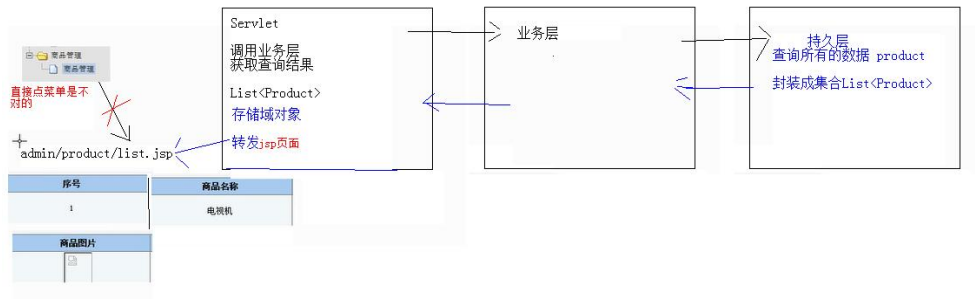 商品管理
商品管理
直接点菜单是不
对的
admin/product/list.jsp
序号
商品名称
1
电视机
商品图片
Servlet
调用业务层
获取查询结果
List<Product>
存储域对象
转发jsp页面
业务层
持久层
查询所有的数据 product
封装成集合List<Product>